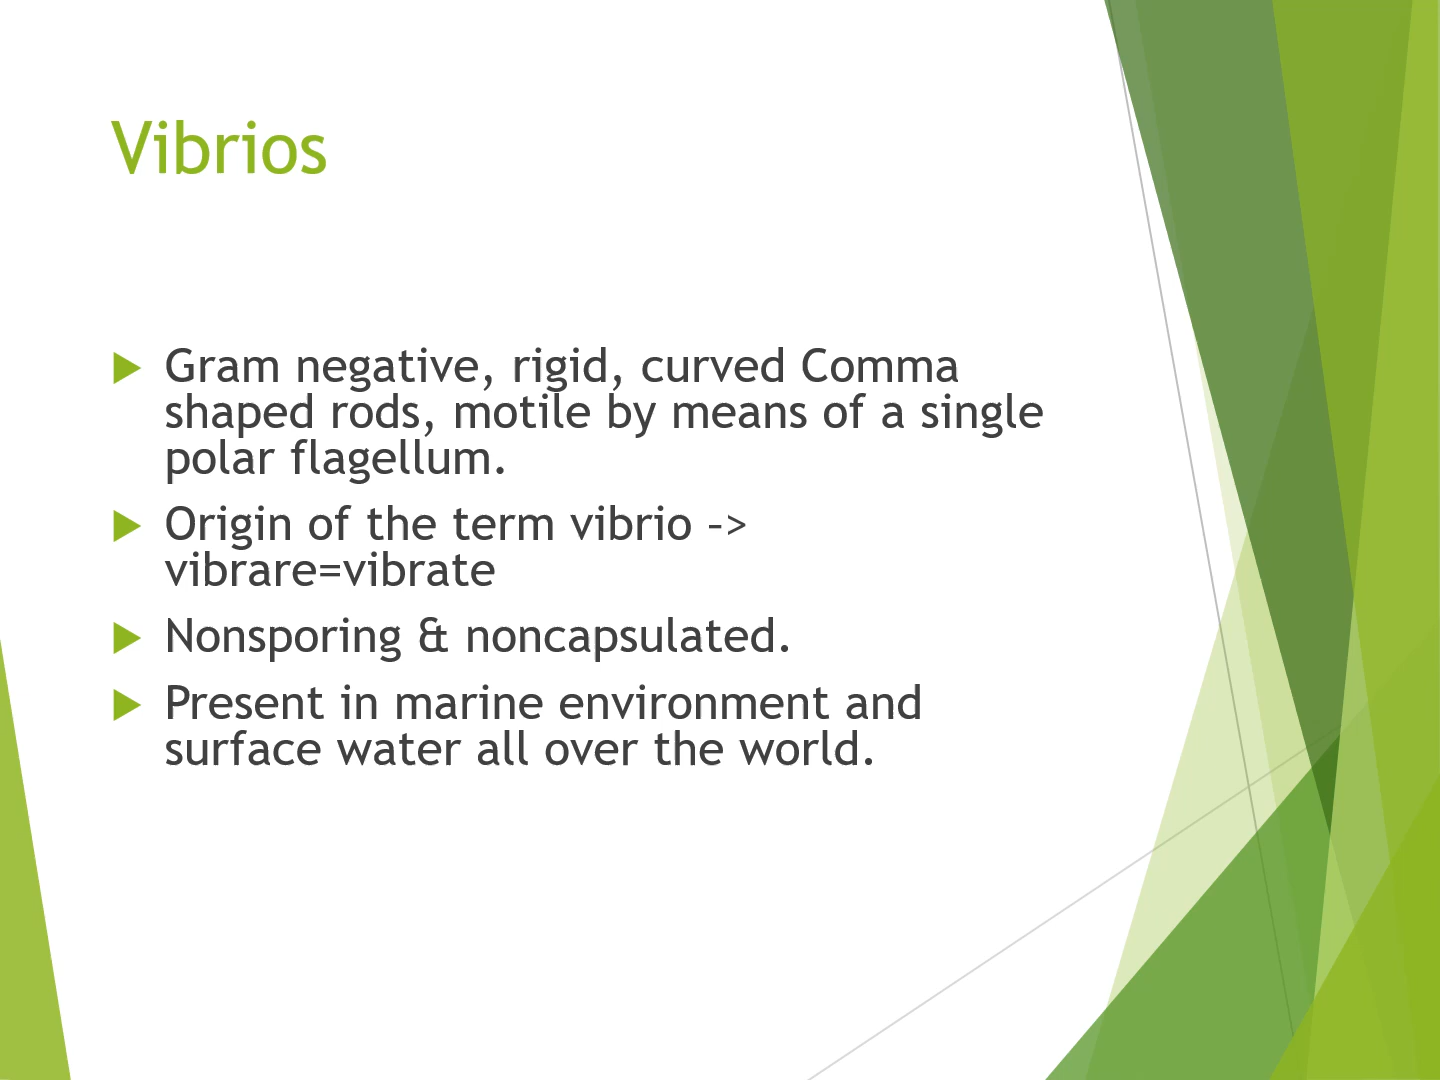 Vibrios
Gram negative, rigid, curved Comma
shaped rods, motile by means of a single
polar flagellum.
Origin of the term vibrio –>
vibrare=vibrate
Nonsporing & noncapsulated.
Present in marine environment and
surface water all over the world.